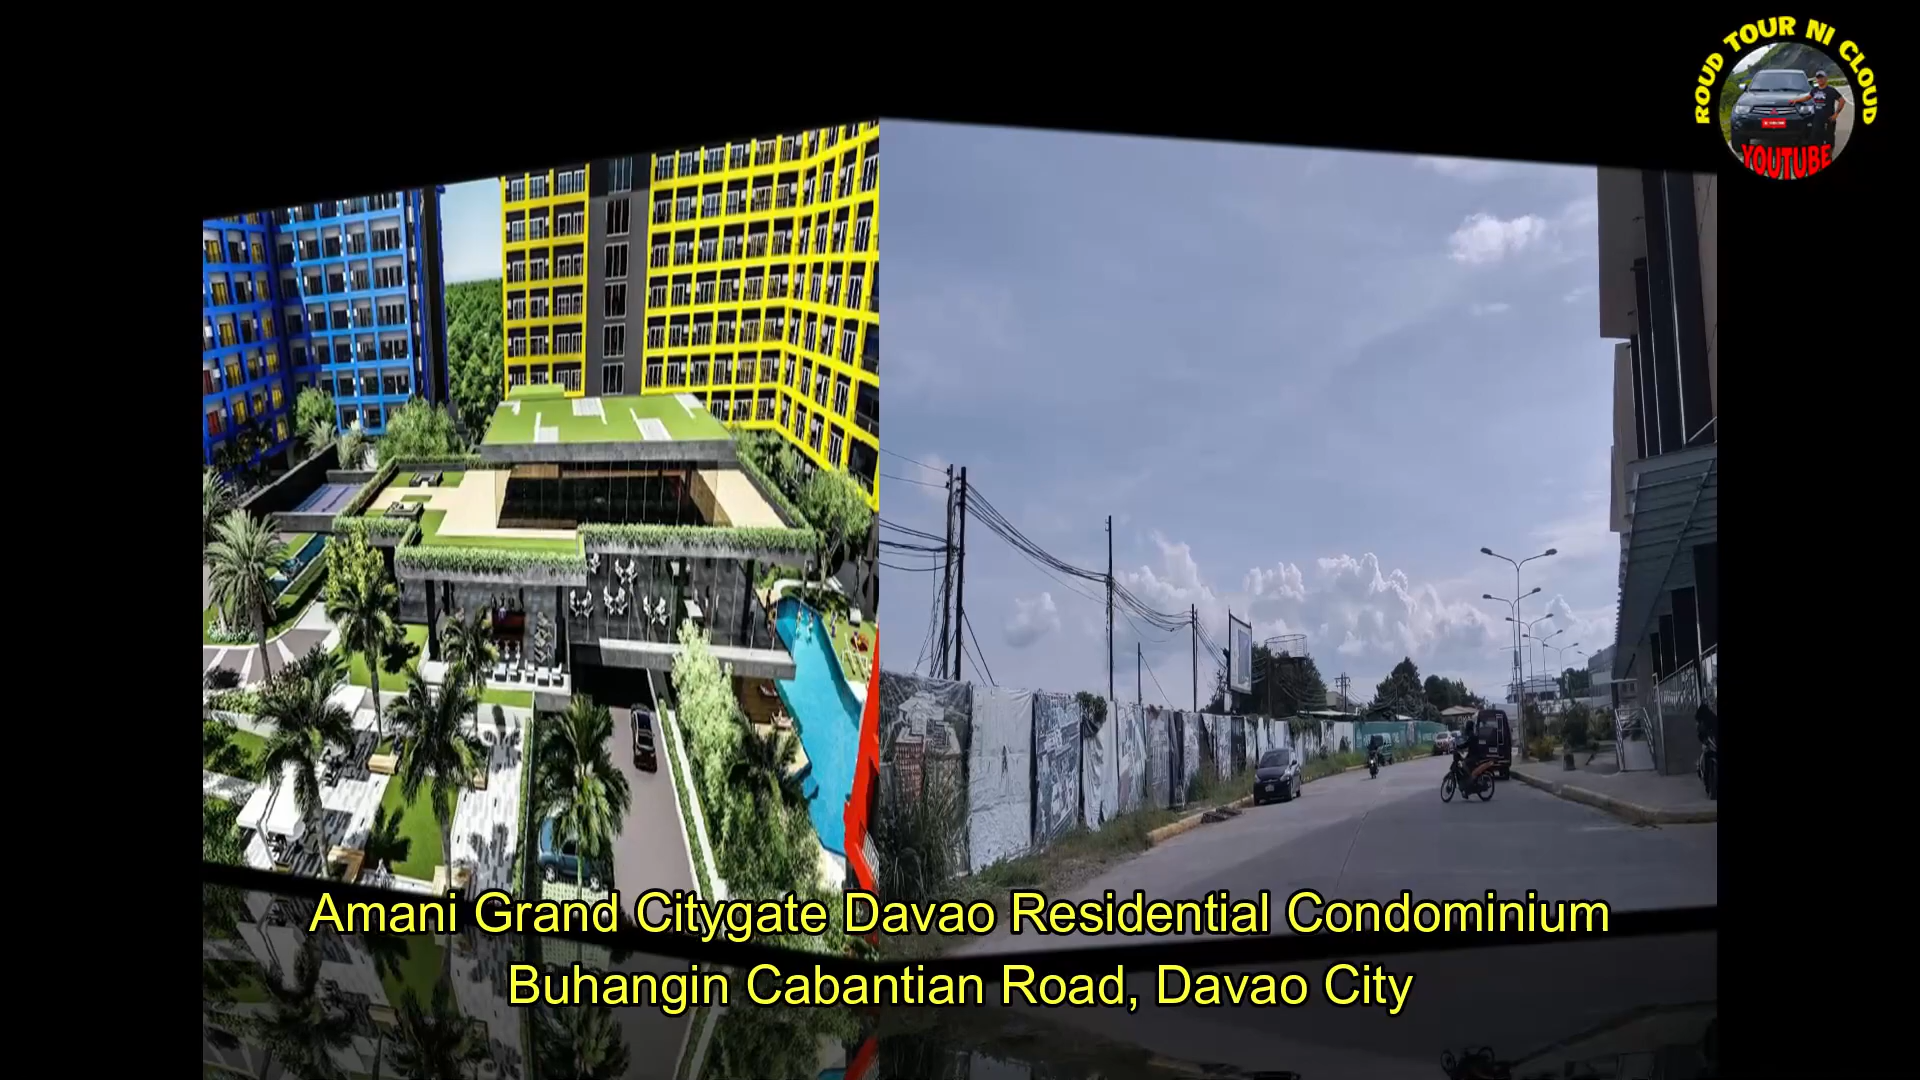 ROUD TOUR NI CLOUD
YOUTUBE
Amani Grand Citygate Davao Residential Condominium
Buhangin Cabantian Road, Davao City